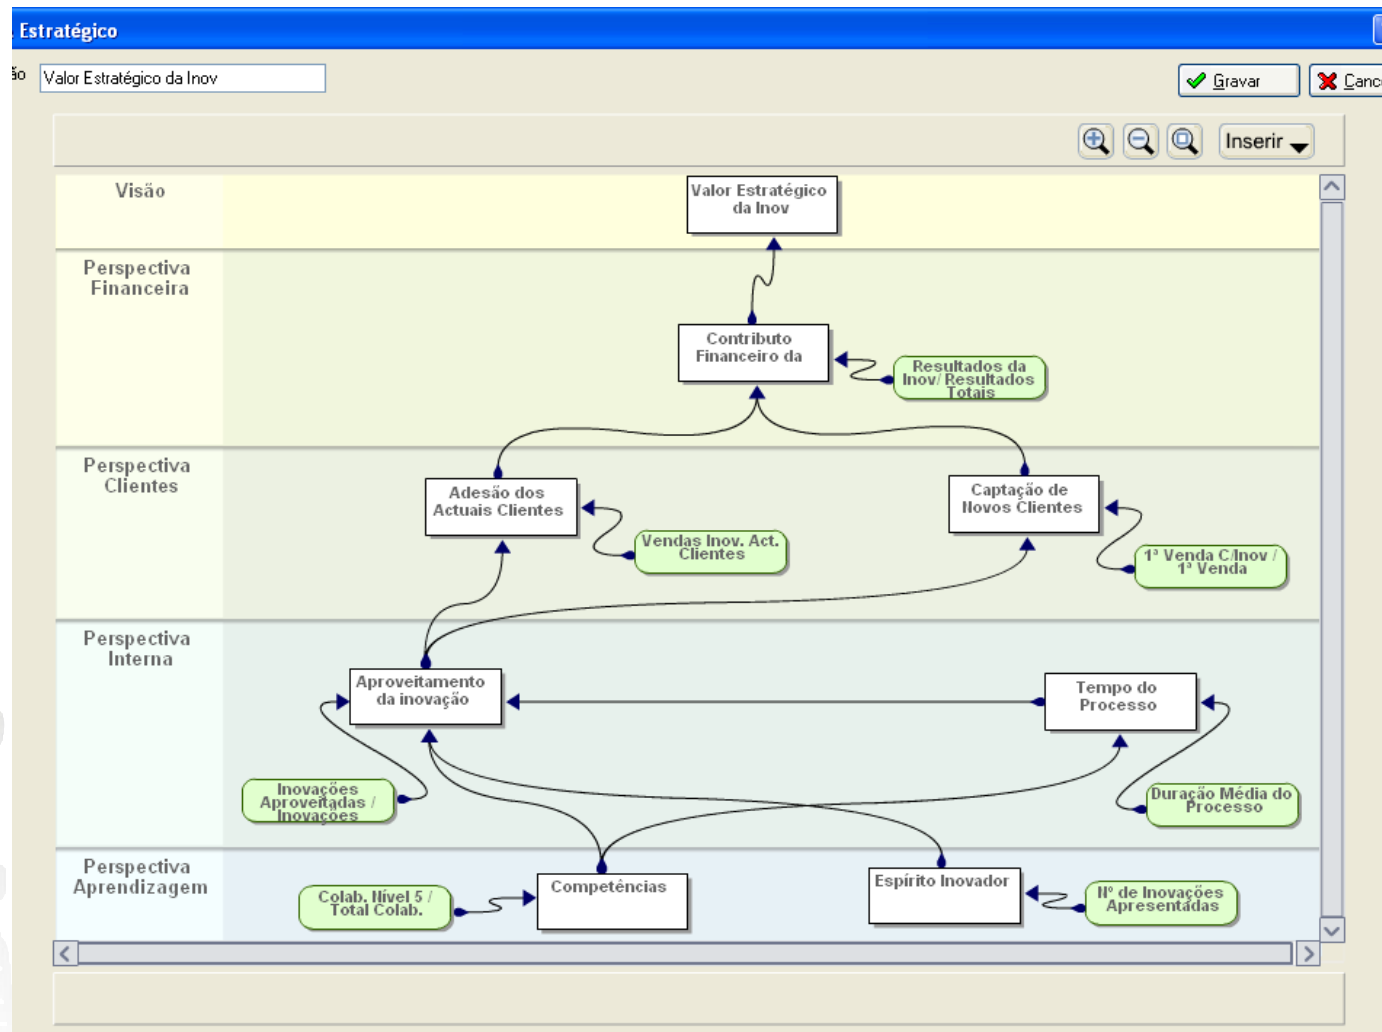 Estratégico
ão
Valor Estratégico da Inov
Gravar
Canc
Inserir
Visão
Valor Estratégico
da Inov
Perspectiva
Financeira
Contributo
Financeiro da
Resultados da
Inov/ Resultados
Totais
Perspectiva
Clientes
Adesão dos
Actuais Clientes
Vendas Inov. Act.
Clientes
Captação de
Novos Clientes
1ª Venda C/Inov /
1ª Venda
Perspectiva
Interna
Aproveitamento
da inovação
Tempo do
Processo
Inovações
Aproveitadas /
Inovações
Duração Média do
Processo
Perspectiva
Aprendizagem
Colab. Nível 5 /
Total Colab.
Competências
Espírito Inovador
Nº de Inovações
Apresentadas